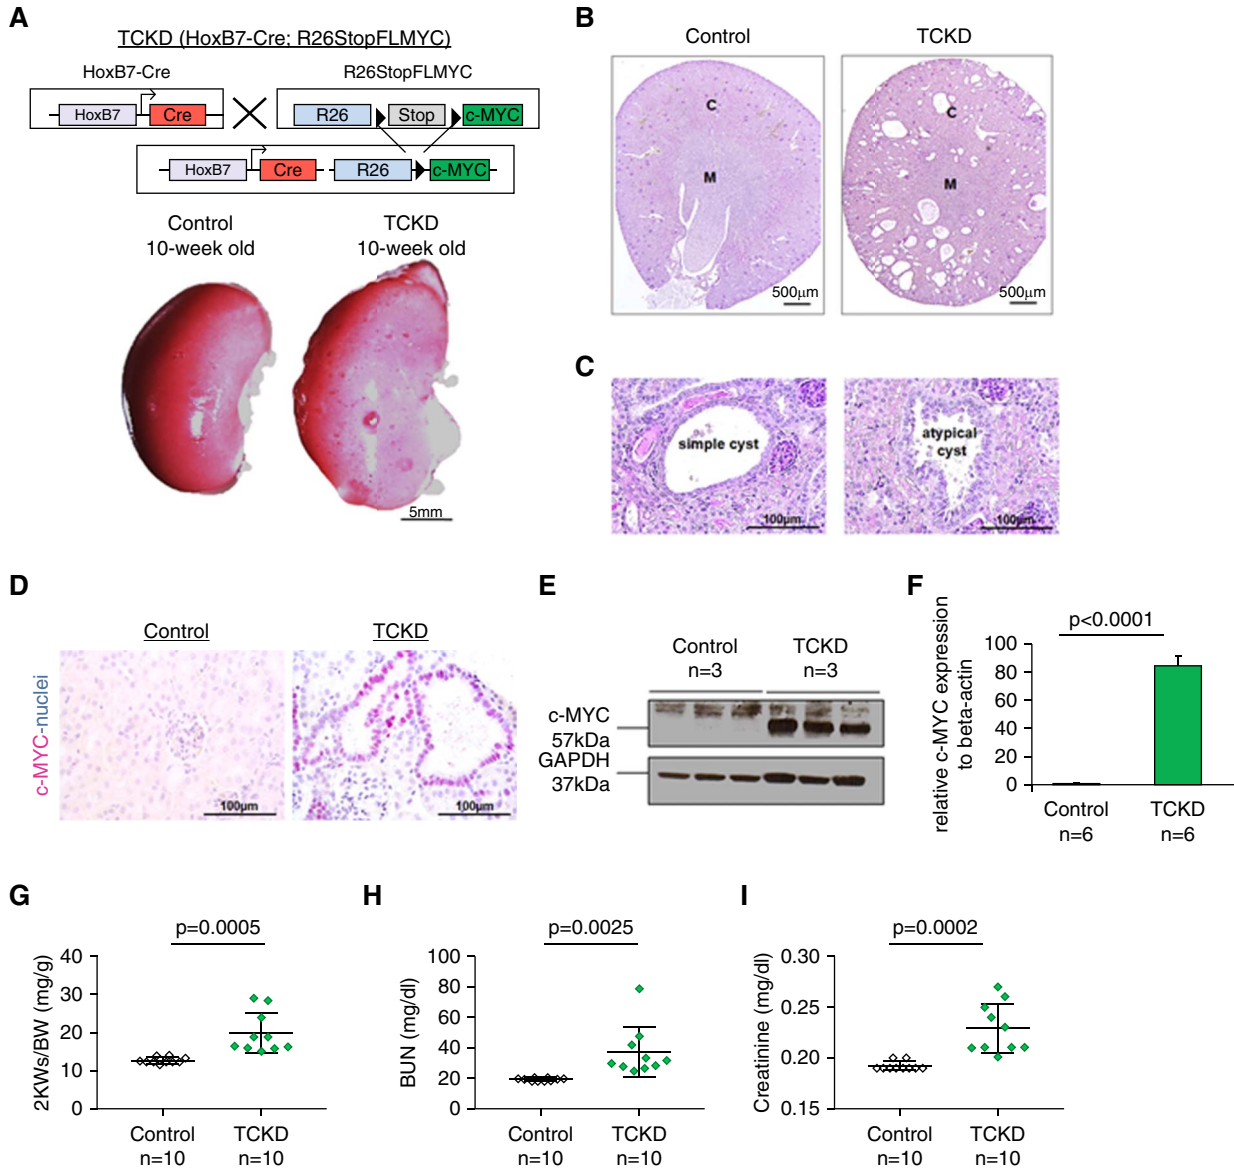 A
TCKD (HoxB7-Cre; R26StopFLMYC)
HoxB7-Cre
R26StopFLMYC
HoxB7
Cre
R26
Stop
c-MYC
HoxB7
Cre
R26
c-MYC
Control
10-week old
TCKD
10-week old
5mm
B
Control
TCKD
C
M
500μm
C
M
500μm
C
simple cyst
100μm
atypical
cyst
100μm
D
Control
TCKD
c-MYC-nuclei
100μm
100μm
E
Control
n=3
TCKD
n=3
c-MYC
57kDa
GAPDH
37kDa
F
p<0.0001
relative c-MYC expression
to beta-actin
100
80
60
40
20
0
Control
n=6
TCKD
n=6
G
p=0.0005
2KWs/BW (mg/g)
40
30
20
10
0
Control
n=10
TCKD
n=10
H
p=0.0025
BUN (mg/dl)
100
80
60
40
20
0
Control
n=10
TCKD
n=10
I
p=0.0002
Creatinine (mg/dl)
0.30
0.25
0.20
0.15
Control
n=10
TCKD
n=10